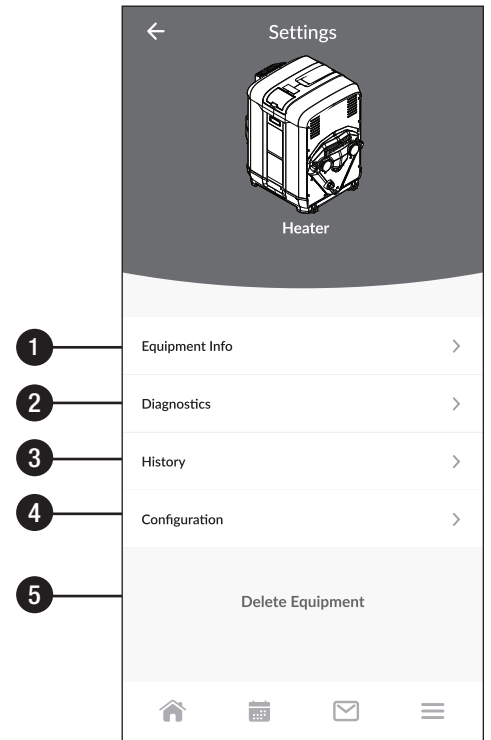 Settings
Heater
1
Equipment Info
2
Diagnostics
3
History
4
Configuration
5
Delete Equipment